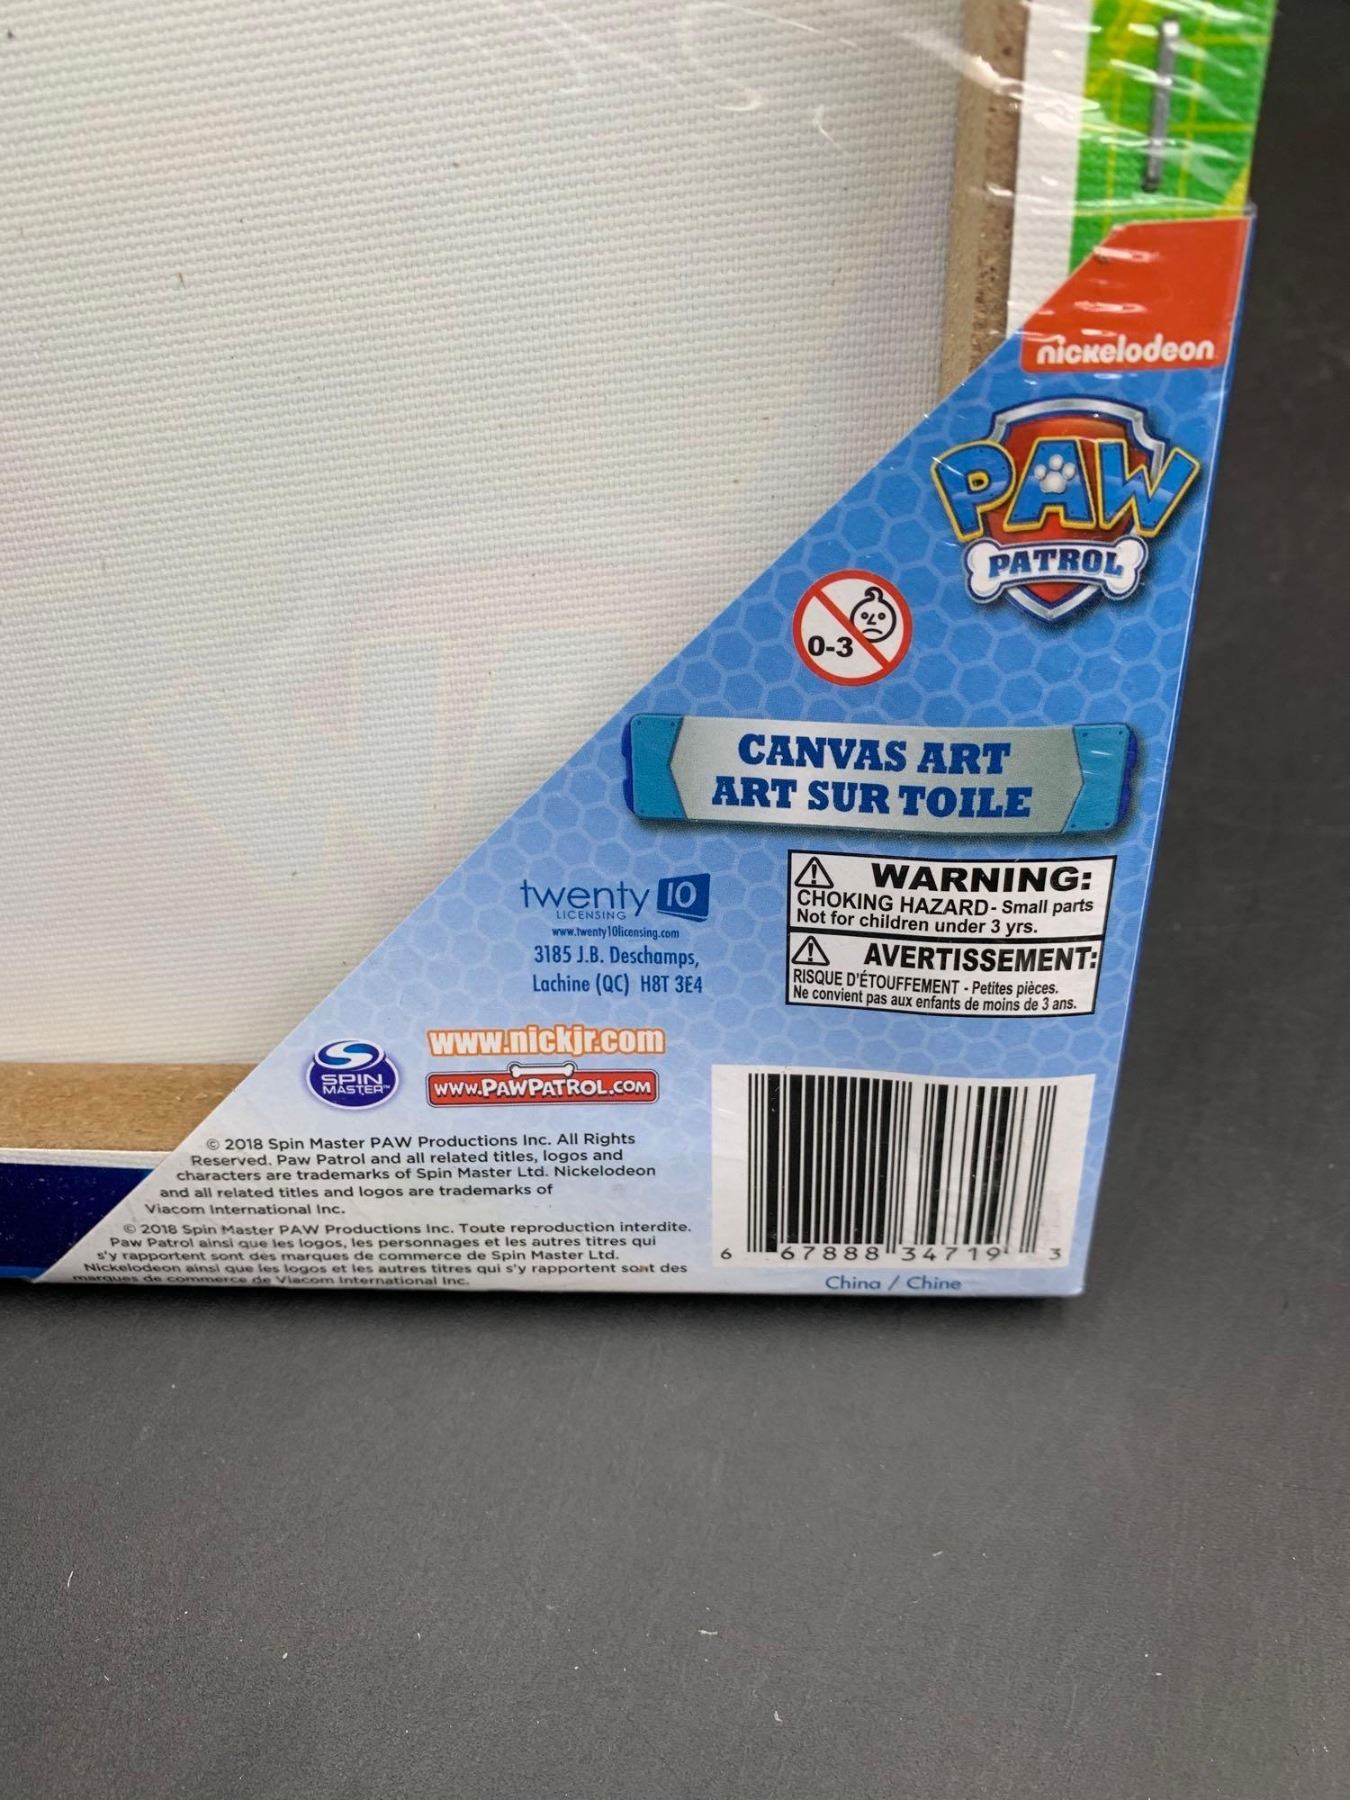 nickelodeon
PAW
PATROL
0-3
CANVAS ART
ART SUR TOILE
twenty 10
LICENSING
www.twenty10licensing.com
3185 J.B. Deschamps,
Lachine (QC) H8T 3E4
WARNING:
CHOKING HAZARD - Small parts
Not for children under 3 yrs.
AVERTISSEMENT:
RISQUE D'ÉTOUFFEMENT - Petites pièces.
Ne convient pas aux enfants de moins de 3 ans.
www.nickjr.com
www.PAWPATROL.COM
SPIN
MASTER™
© 2018 Spin Master PAW Productions Inc. All Rights
Reserved. Paw Patrol and all related titles, logos and
characters are trademarks of Spin Master Ltd. Nickelodeon
and all related titles and logos are trademarks of
Viacom International Inc.
© 2018 Spin Master PAW Productions Inc. Toute reproduction interdite.
Paw Patrol ainsi que les logos, les personnages et les autres titres qui
s'y rapportent sont des marques de commerce de Spin Master Ltd.
Nickelodeon ainsi que les logos et les autres titres qui s'y rapportent sont des
marques de commerce de Viacom International Inc.
6 67888 34719 3
China / Chine